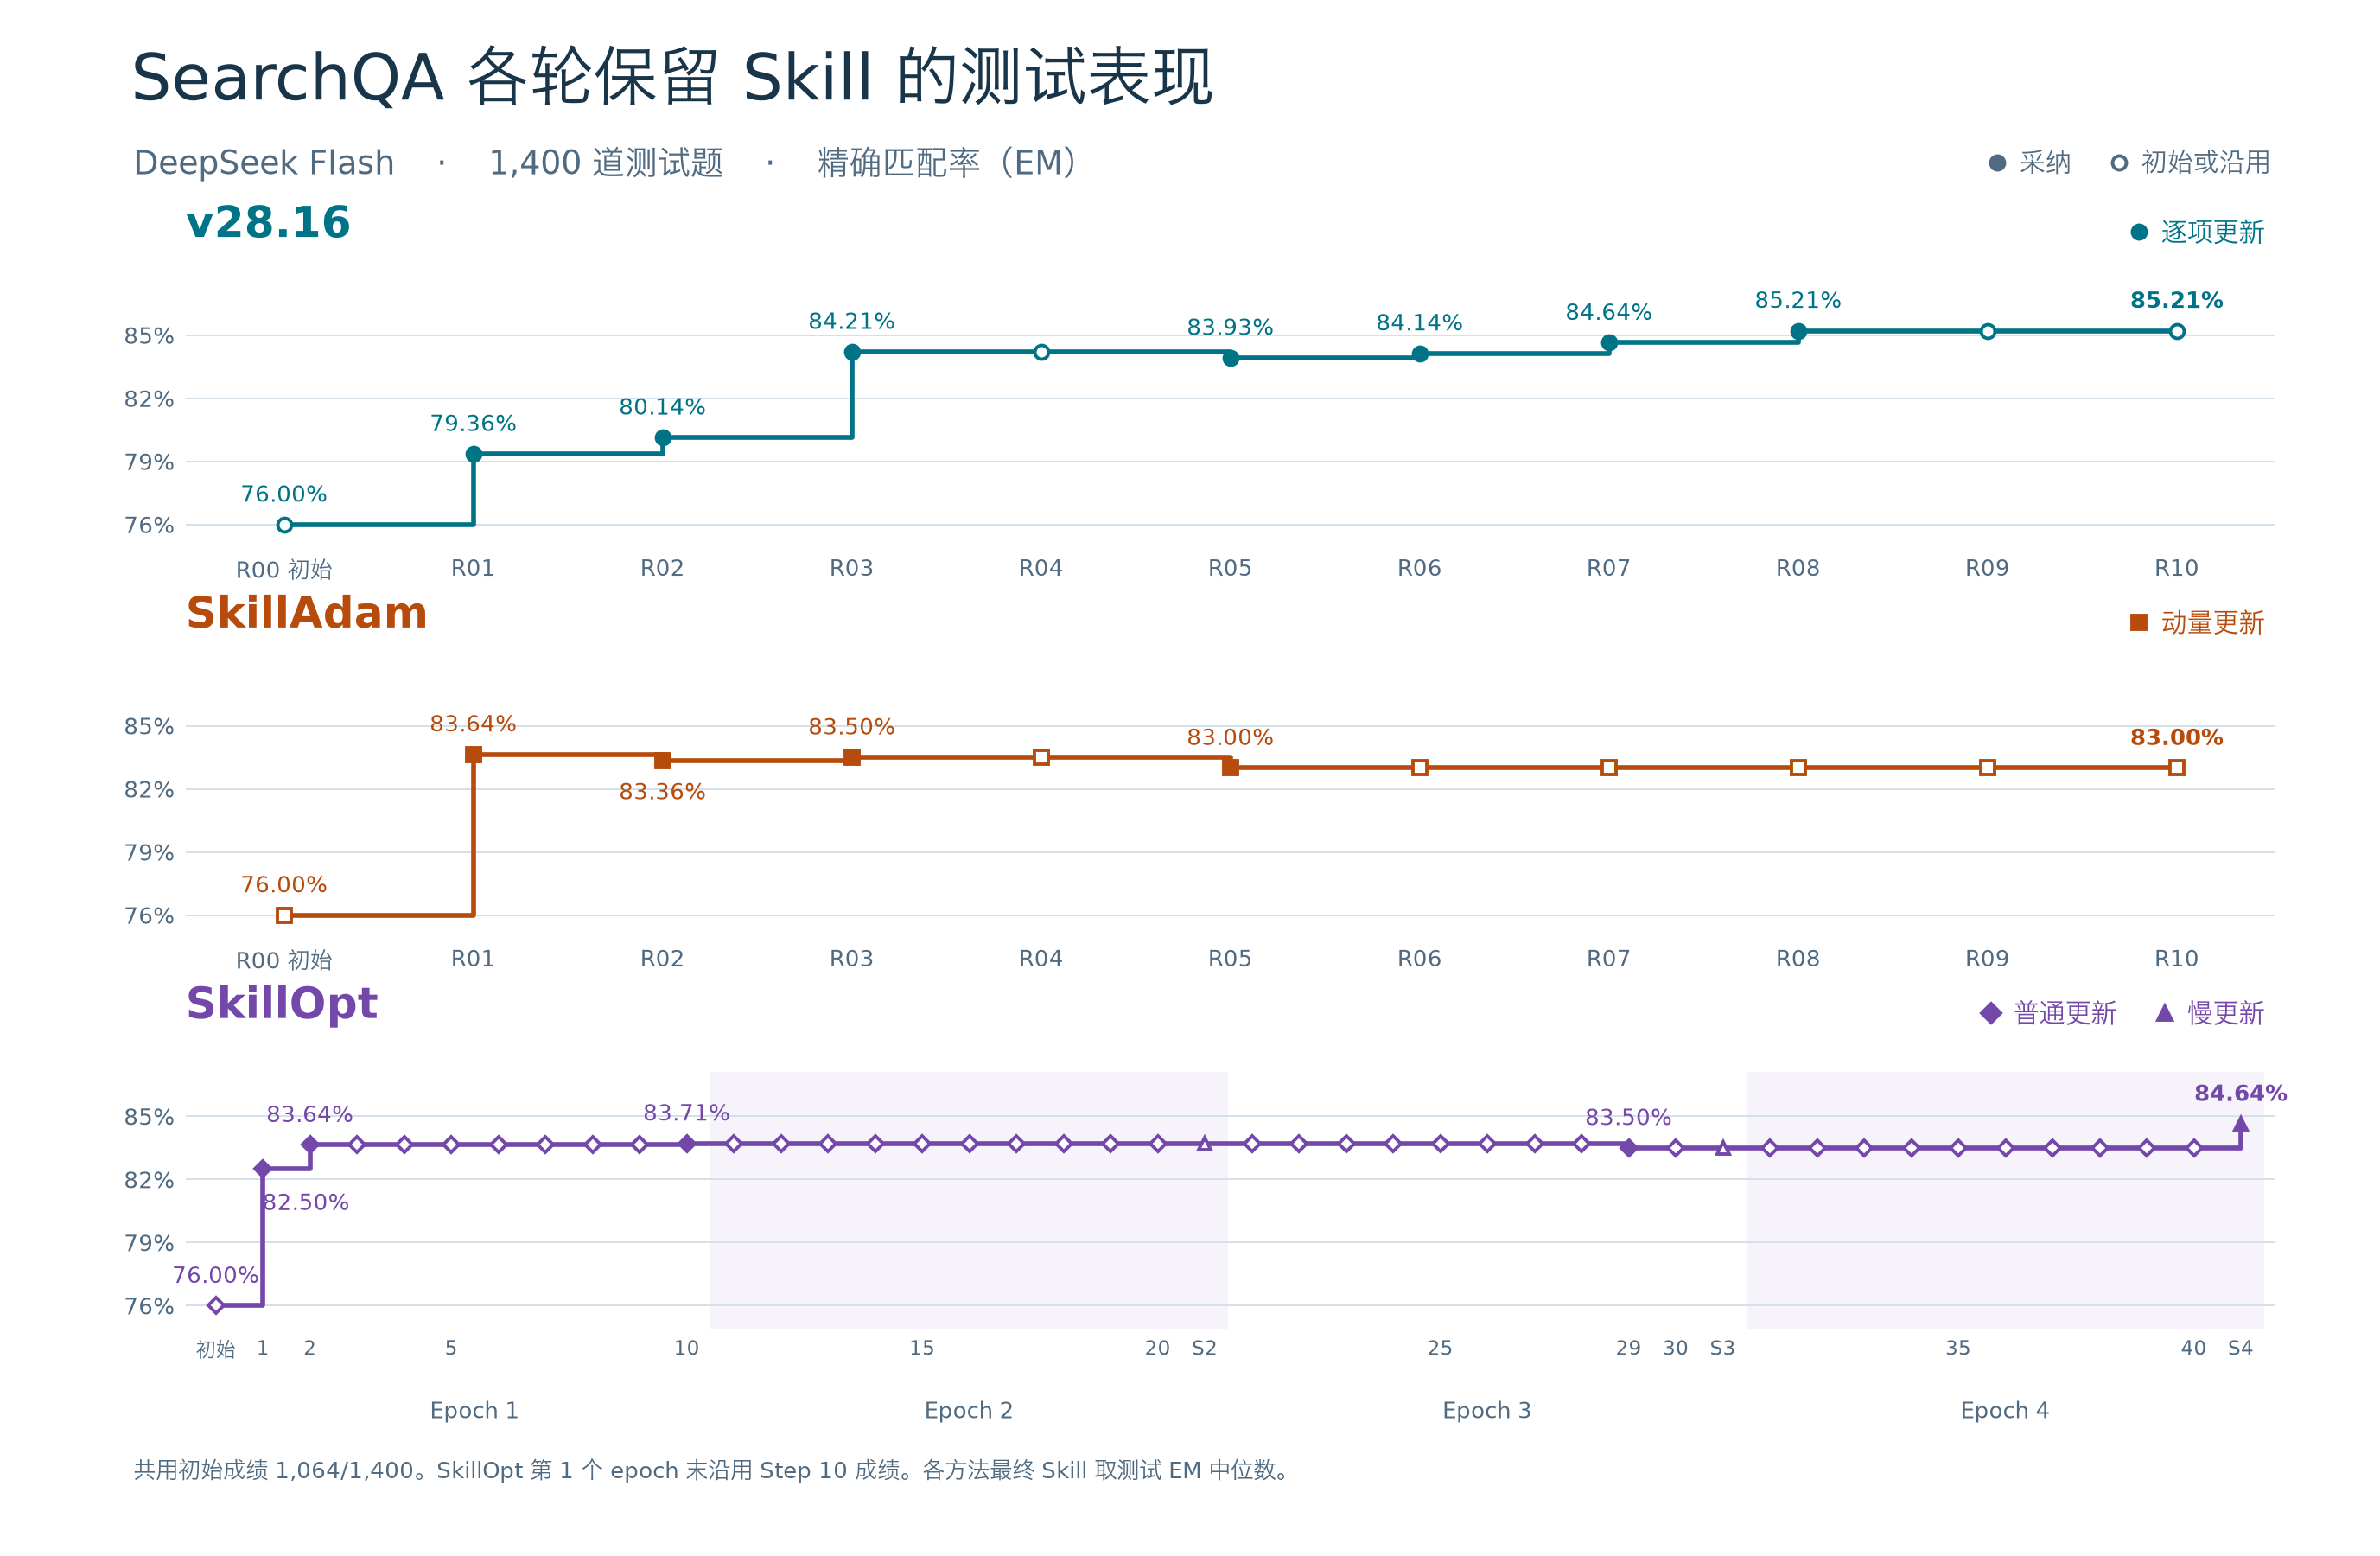 SearchQA 各轮保留 Skill 的测试表现
DeepSeek Flash · 1,400 道测试题 · 精确匹配率（EM）
采纳 初始或沿用
v28.16
逐项更新
85%
82%
79%
76%
76.00%
79.36%
80.14%
84.21%
83.93%
84.14%
84.64%
85.21%
85.21%
R00 初始 R01 R02 R03 R04 R05 R06 R07 R08 R09 R10
SkillAdam
动量更新
85%
82%
79%
76%
76.00%
83.64%
83.36%
83.50%
83.00%
83.00%
R00 初始 R01 R02 R03 R04 R05 R06 R07 R08 R09 R10
SkillOpt
普通更新 慢更新
85%
82%
79%
76%
76.00%
82.50%
83.64%
83.71%
83.50%
84.64%
初始 1 2 5 10 15 20 S2 25 29 30 S3 35 40 S4
Epoch 1 Epoch 2 Epoch 3 Epoch 4
共用初始成绩 1,064/1,400。SkillOpt 第 1 个 epoch 末沿用 Step 10 成绩。各方法最终 Skill 取测试 EM 中位数。